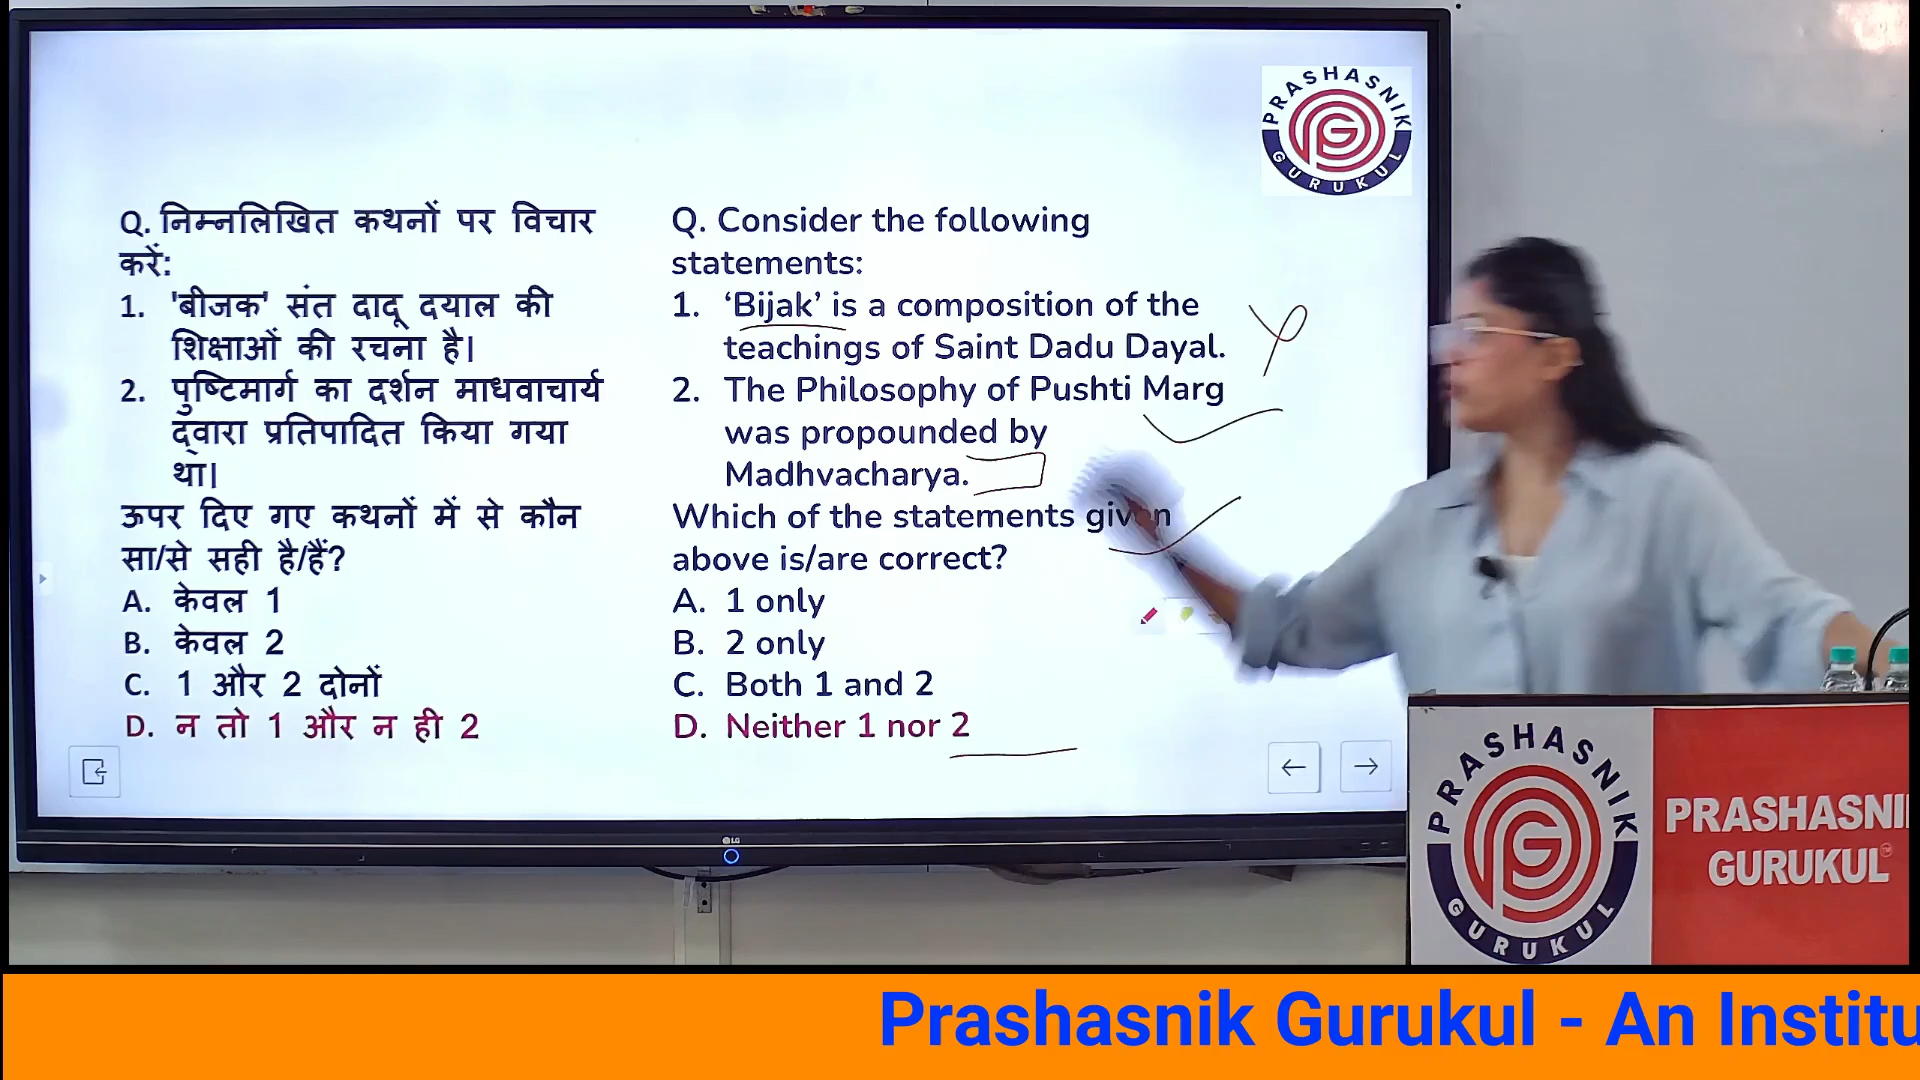 PRASHASNIK
GURUKUL
Q. निम्नलिखित कथनों पर विचार
करें:
1. 'बीजक' संत दादू दयाल की
शिक्षाओं की रचना है।
2. पुष्टिमार्ग का दर्शन माधवाचार्य
द्वारा प्रतिपादित किया गया
था।
ऊपर दिए गए कथनों में से कौन
सा/से सही है/हैं?
A. केवल 1
B. केवल 2
C. 1 और 2 दोनों
D. न तो 1 और न ही 2
Q. Consider the following
statements:
1. ‘Bijak’ is a composition of the
teachings of Saint Dadu Dayal.
2. The Philosophy of Pushti Marg
was propounded by
Madhvacharya.
Which of the statements given
above is/are correct?
A. 1 only
B. 2 only
C. Both 1 and 2
D. Neither 1 nor 2
LG
PRASHASNIK
GURUKUL
PRASHASNI
GURUKUL™
Prashasnik Gurukul - An Institu